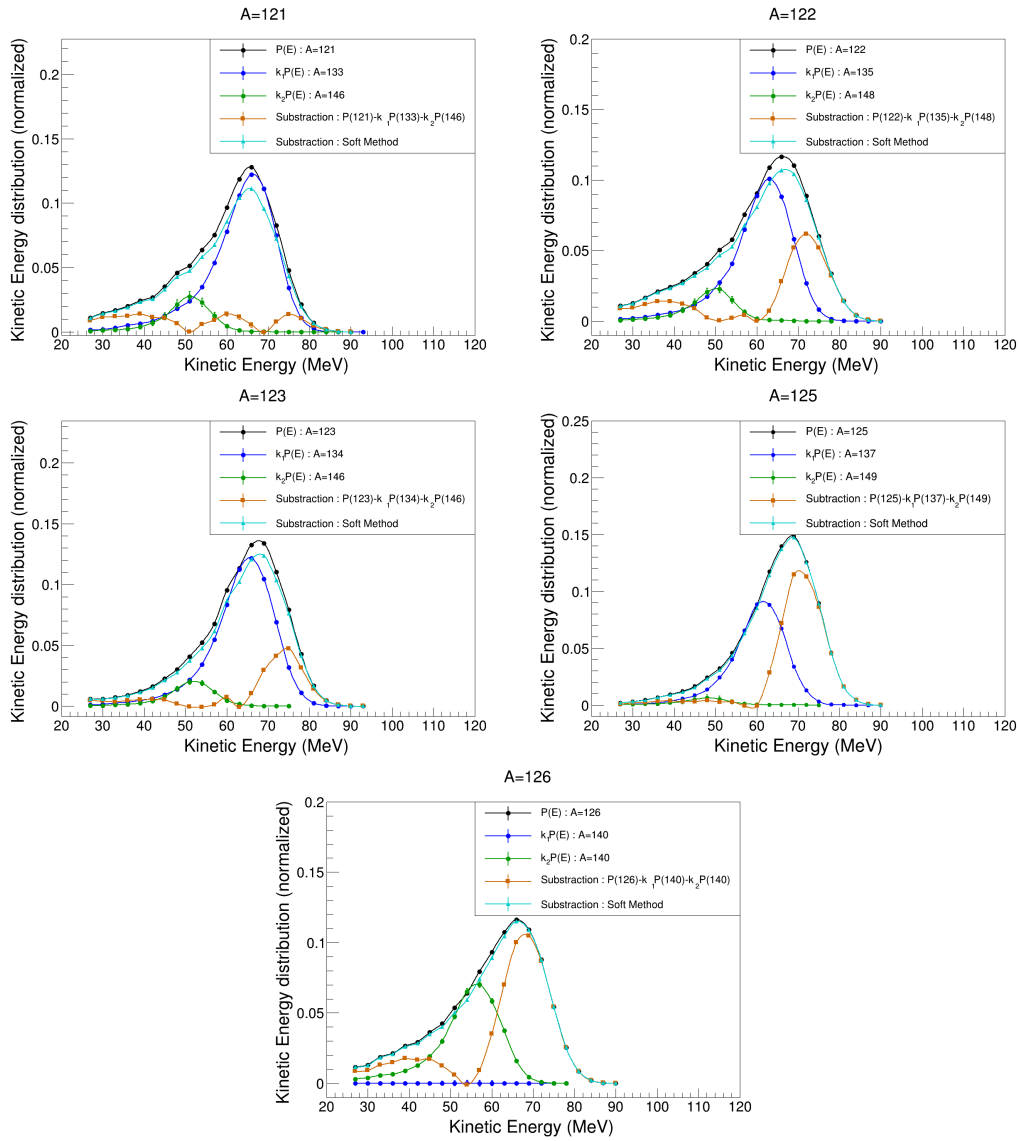 A=121
Kinetic Energy distribution (normalized)
0.2
0.15
0.1
0.05
0
P(E) : A=121
k1P(E) : A=133
k2P(E) : A=146
Substraction : P(121)-k1P(133)-k2P(146)
Substraction : Soft Method
20 30 40 50 60 70 80 90 100 110 120
Kinetic Energy (MeV)
A=122
Kinetic Energy distribution (normalized)
0.2
0.15
0.1
0.05
0
P(E) : A=122
k1P(E) : A=135
k2P(E) : A=148
Substraction : P(122)-k1P(135)-k2P(148)
Substraction : Soft Method
20 30 40 50 60 70 80 90 100 110 120
Kinetic Energy (MeV)
A=123
Kinetic Energy distribution (normalized)
0.2
0.15
0.1
0.05
0
P(E) : A=123
k1P(E) : A=134
k2P(E) : A=146
Substraction : P(123)-k1P(134)-k2P(146)
Substraction : Soft Method
20 30 40 50 60 70 80 90 100 110 120
Kinetic Energy (MeV)
A=125
Kinetic Energy distribution (normalized)
0.25
0.2
0.15
0.1
0.05
0
P(E) : A=125
k1P(E) : A=137
k2P(E) : A=149
Substraction : P(125)-k1P(137)-k2P(149)
Substraction : Soft Method
20 30 40 50 60 70 80 90 100 110 120
Kinetic Energy (MeV)
A=126
Kinetic Energy distribution (normalized)
0.2
0.15
0.1
0.05
0
P(E) : A=126
k1P(E) : A=140
k2P(E) : A=140
Substraction : P(126)-k1P(140)-k2P(140)
Substraction : Soft Method
20 30 40 50 60 70 80 90 100 110 120
Kinetic Energy (MeV)